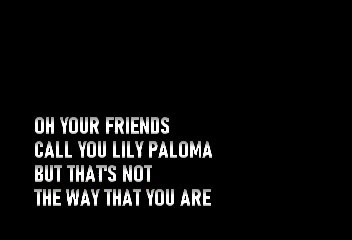 OH YOUR FRIENDS
CALL YOU LILY PALOMA
BUT THAT'S NOT
THE WAY THAT YOU ARE